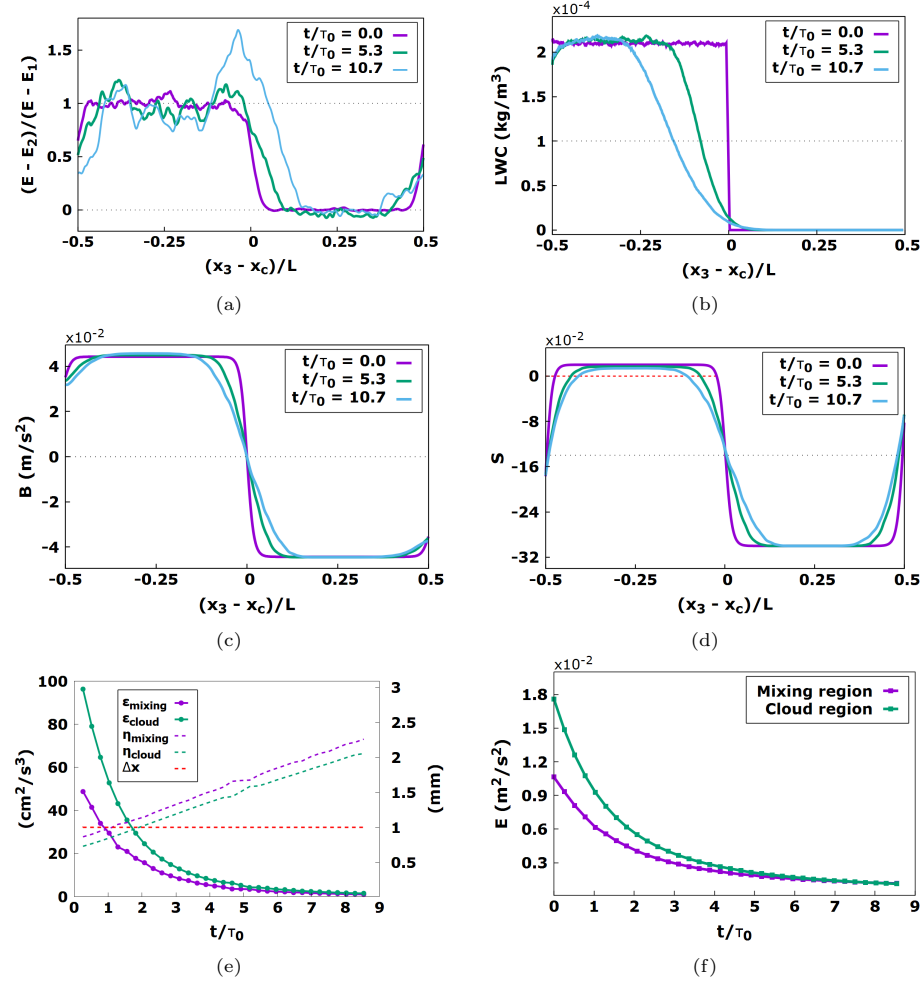 (E - E₂)/(E - E₁)
1.5
1
0.5
0
-0.5 -0.25 0 0.25 0.5
(x₃ - x_c)/L
t/τ₀ = 0.0
t/τ₀ = 5.3
t/τ₀ = 10.7
(a)
x10⁻⁴
LWC (kg/m³)
2
1.6
1.2
0.8
0.4
0
-0.5 -0.25 0 0.25 0.5
(x₃ - x_c)/L
t/τ₀ = 0.0
t/τ₀ = 5.3
t/τ₀ = 10.7
(b)
x10⁻²
B (m/s²)
4
2
0
-2
-4
-0.5 -0.25 0 0.25 0.5
(x₃ - x_c)/L
t/τ₀ = 0.0
t/τ₀ = 5.3
t/τ₀ = 10.7
(c)
x10⁻²
S
0
-8
-16
-24
-32
-0.5 -0.25 0 0.25 0.5
(x₃ - x_c)/L
t/τ₀ = 0.0
t/τ₀ = 5.3
t/τ₀ = 10.7
(d)
(cm²/s³)
100
80
60
40
20
0
0 1 2 3 4 5 6 7 8 9
t/τ₀
3
2.5
2
1.5
1
0.5
(mm)
ε_mixing
ε_cloud
η_mixing
η_cloud
Δx
(e)
x10⁻²
E (m²/s²)
1.8
1.5
1.2
0.9
0.6
0.3
0 1 2 3 4 5 6 7 8 9
t/τ₀
Mixing region
Cloud region
(f)